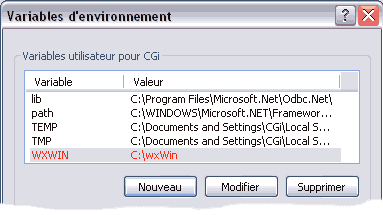 Variables d'environnement
Variables utilisateur pour CGi
Variable Valeur
lib C:\Program Files\Microsoft.Net\Odbc.Net\
path C:\WINDOWS\Microsoft.NET\Framewor...
TEMP C:\Documents and Settings\CGi\Local S...
TMP C:\Documents and Settings\CGi\Local S...
WXWIN C:\wxWin
Nouveau Modifier Supprimer